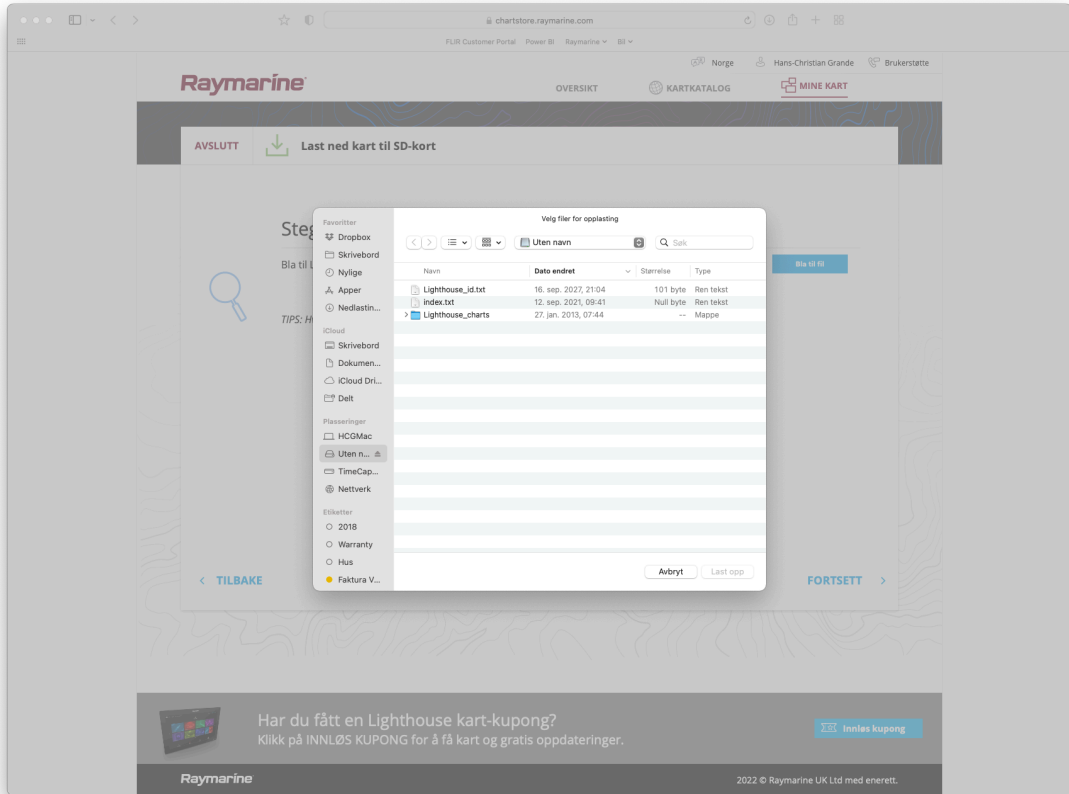 chartstore.raymarine.com
FLIR Customer Portal Power BI Raymarine Bil
Norge Hans-Christian Grande Brukerstøtte
Raymarine
OVERSIKT KARTKATALOG MINE KART
AVSLUTT Last ned kart til SD-kort
Steg
Bla til L
TIPS: H
Bla til fil
Velg filer for opplasting
Favoritter
Dropbox
Skrivebord
Nylige
Apper
Nedlastin...
iCloud
Skrivebord
Dokumen...
iCloud Dri...
Delt
Plasseringer
HCGMac
Uten n...
TimeCap...
Nettverk
Etiketter
2018
Warranty
Hus
Faktura V...
Uten navn Søk
Navn Dato endret Størrelse Type
Lighthouse_id.txt 16. sep. 2027, 21:04 101 byte Ren tekst
index.txt 12. sep. 2021, 09:41 Null byte Ren tekst
Lighthouse_charts 27. jan. 2013, 07:44 -- Mappe
Avbryt Last opp
TILBAKE FORTSETT
Har du fått en Lighthouse kart-kupong?
Klikk på INNLØS KUPONG for å få kart og gratis oppdateringer.
Innløs kupong
Raymarine 2022 © Raymarine UK Ltd med enerett.